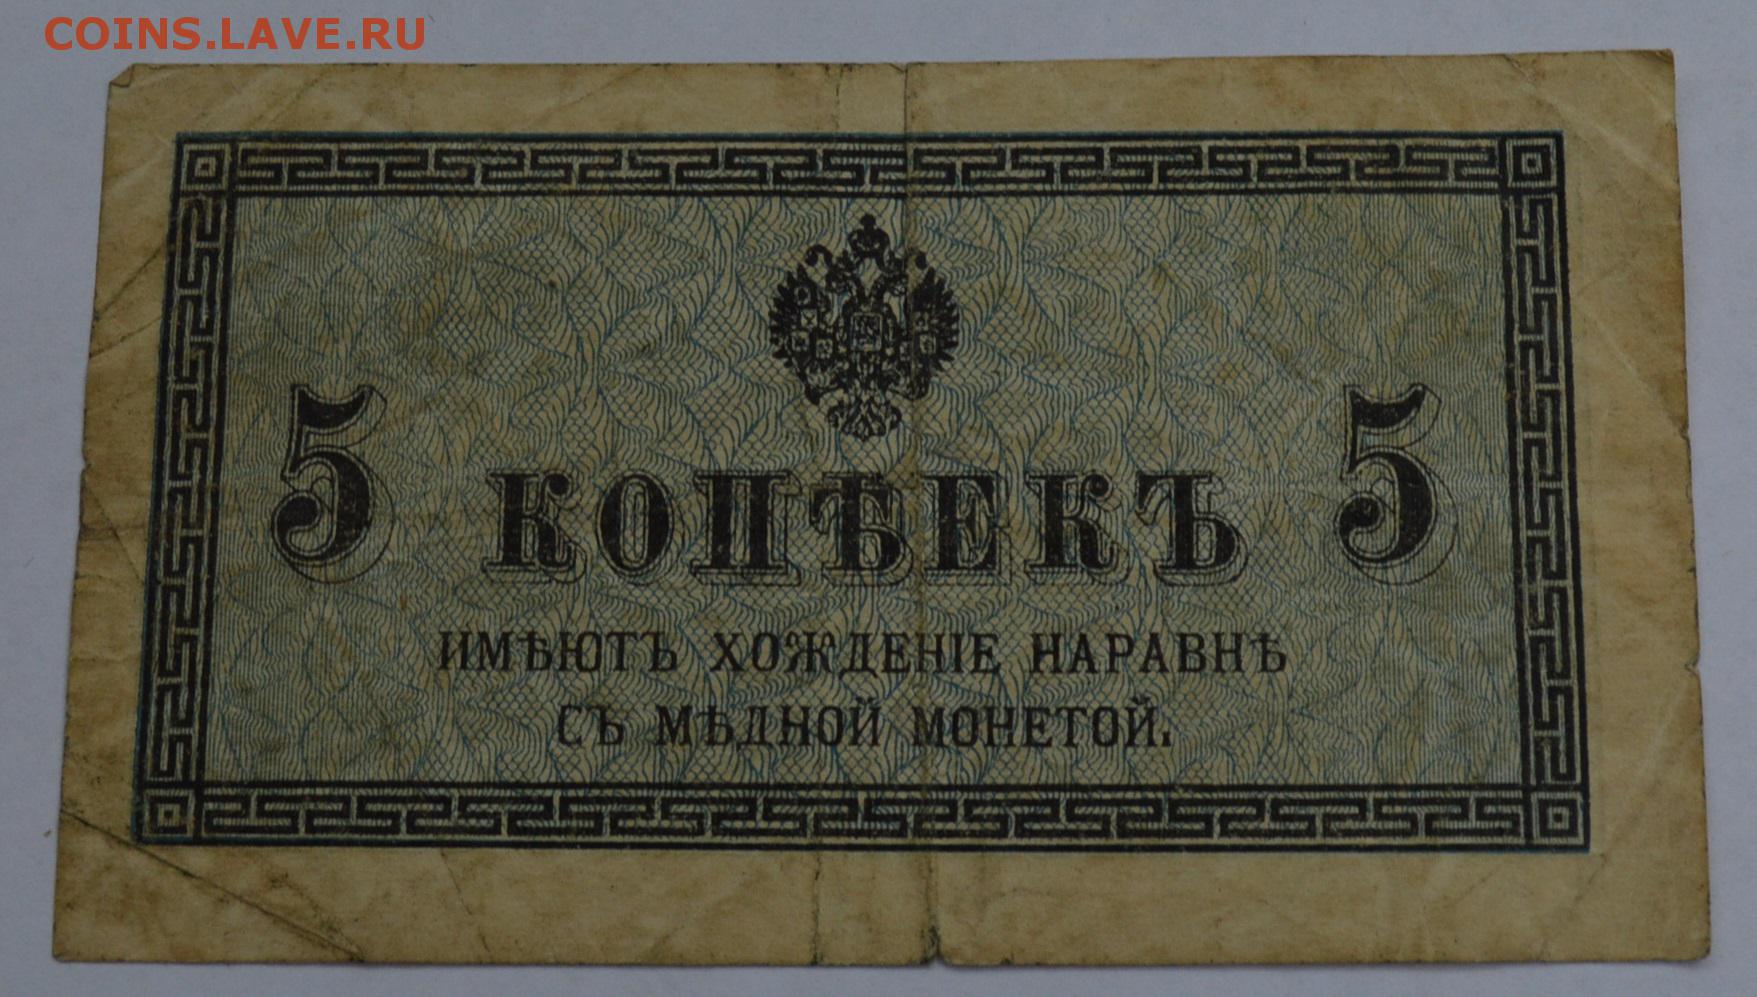 COINS.LAVE.RU
5 КОПѢЕКЪ 5
ИМѢЮТЪ ХОЖДЕНІЕ НАРАВНѢ
СЪ МѢДНОЙ МОНЕТОЙ.